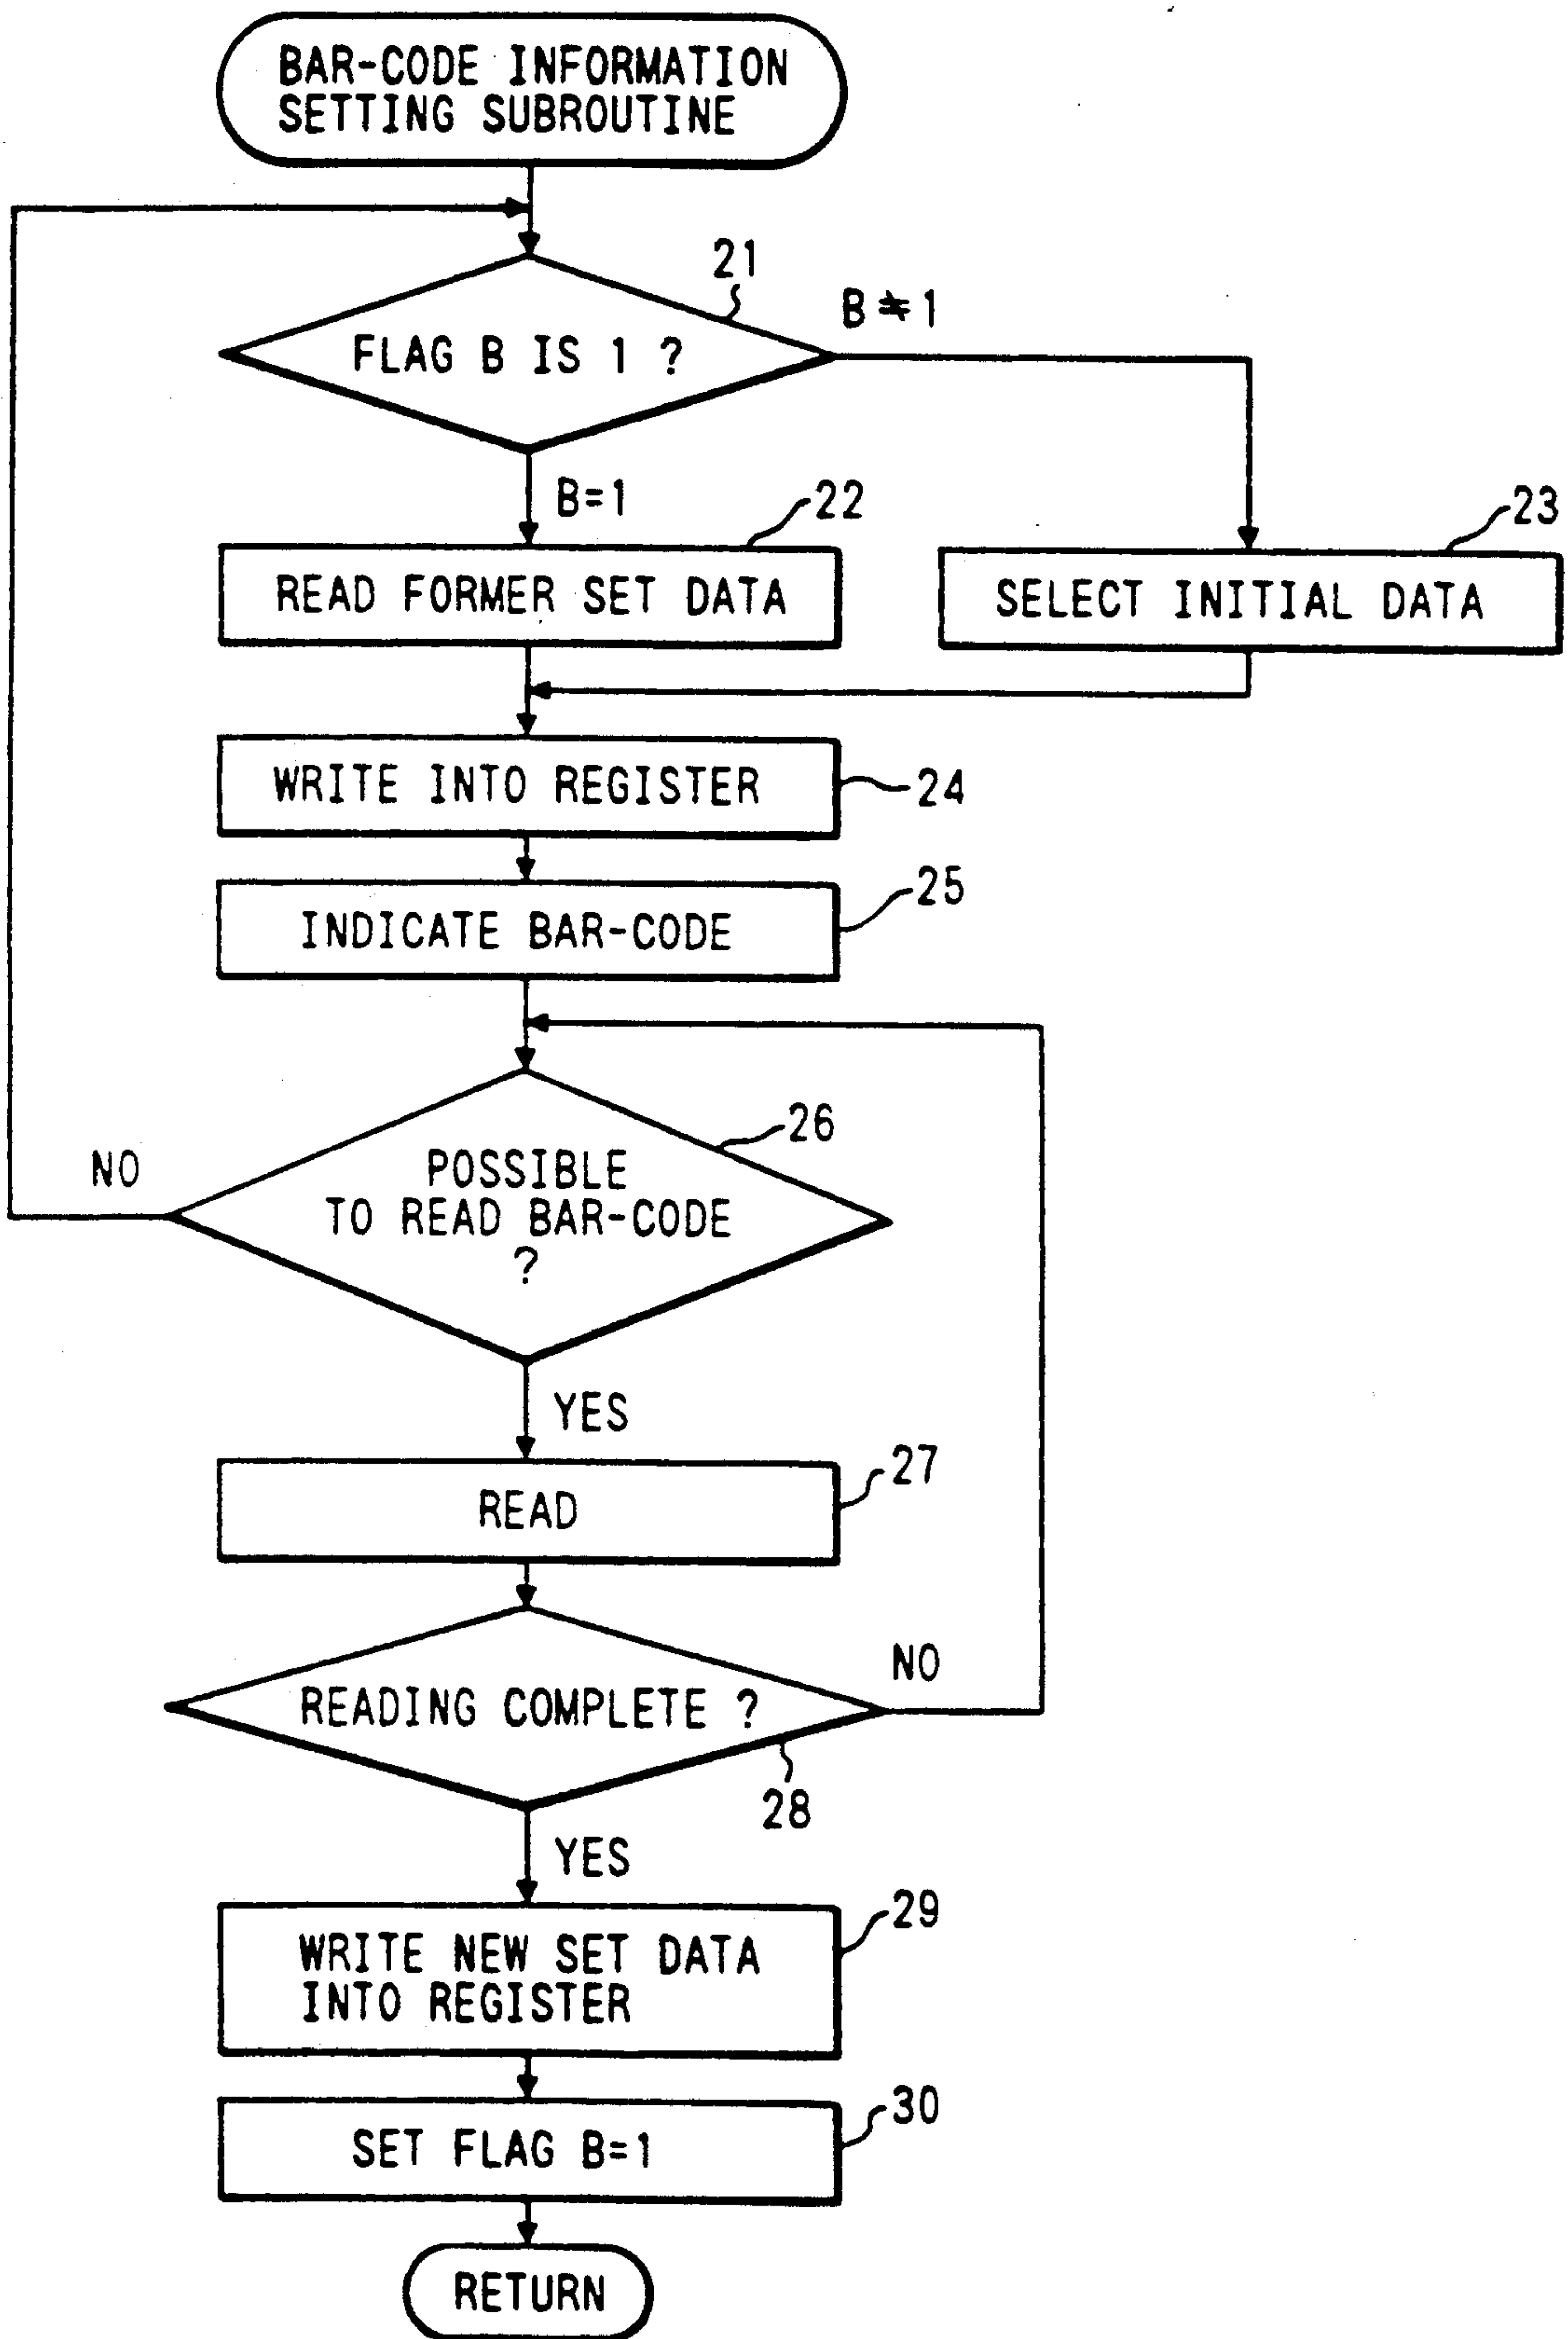 BAR-CODE INFORMATION
SETTING SUBROUTINE
21
B≠1
FLAG B IS 1 ?
B=1
22
23
READ FORMER SET DATA
SELECT INITIAL DATA
WRITE INTO REGISTER
24
25
INDICATE BAR-CODE
26
NO
POSSIBLE
TO READ BAR-CODE
?
YES
27
READ
NO
READING COMPLETE ?
28
YES
29
WRITE NEW SET DATA
INTO REGISTER
30
SET FLAG B=1
RETURN